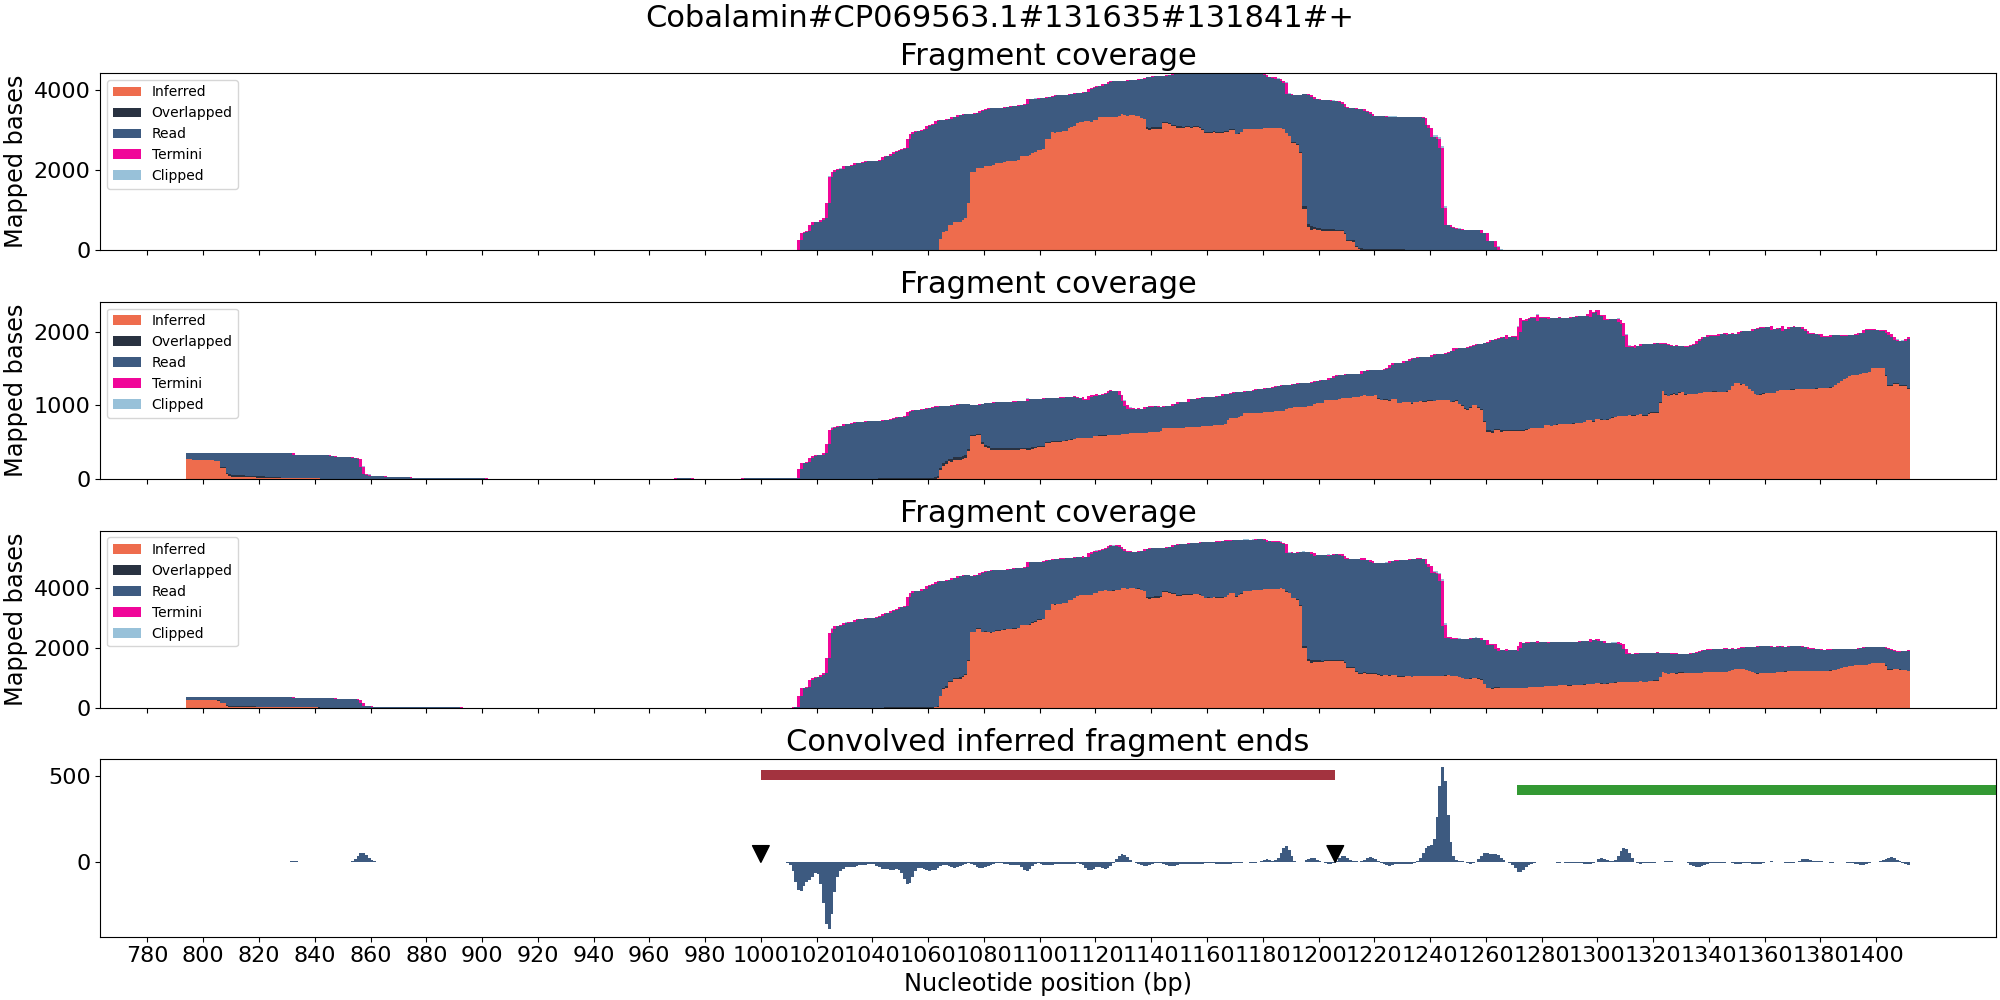 Cobalamin#CP069563.1#131635#131841#+
Fragment coverage
Mapped bases
4000
2000
0
Inferred
Overlapped
Read
Termini
Clipped
Fragment coverage
Mapped bases
2000
1000
0
Inferred
Overlapped
Read
Termini
Clipped
Fragment coverage
Mapped bases
4000
2000
0
Inferred
Overlapped
Read
Termini
Clipped
Convolved inferred fragment ends
500
0
780 800 820 840 860 880 900 920 940 960 980 1000 1020 1040 1060 1080 1100 1120 1140 1160 1180 1200 1220 1240 1260 1280 1300 1320 1340 1360 1380 1400
Nucleotide position (bp)